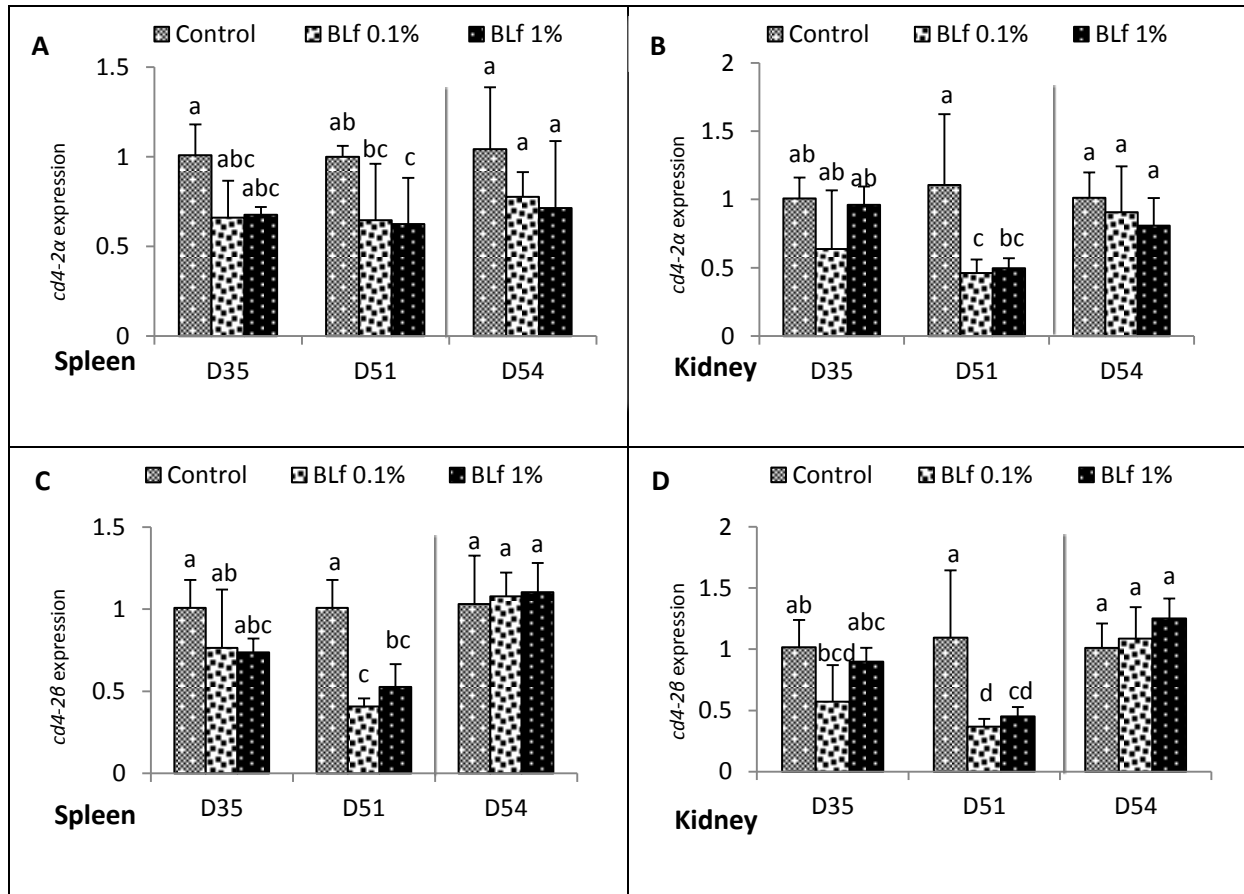 A
Control BLf 0.1% BLf 1%
1.5
1
0.5
0
cd4-2α expression
a abc abc ab bc c a a a
Spleen
D35 D51 D54
B
Control BLf 0.1% BLf 1%
2
1.5
1
0.5
0
cd4-2α expression
ab ab ab a c bc a a a
Kidney
D35 D51 D54
C
Control BLf 0.1% BLf 1%
1.5
1
0.5
0
cd4-2β expression
a ab abc a c bc a a a
Spleen
D35 D51 D54
D
Control BLf 0.1% BLf 1%
2
1.5
1
0.5
0
cd4-2β expression
ab bcd abc a d cd a a a
Kidney
D35 D51 D54